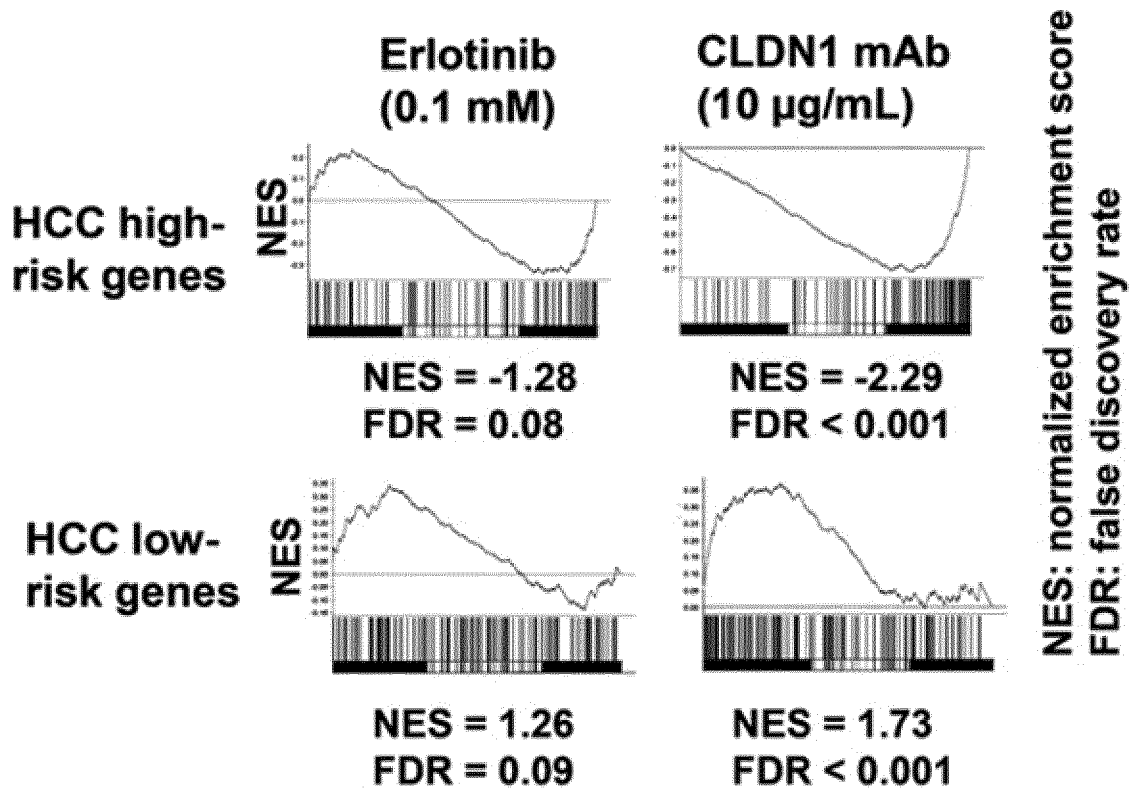 Erlotinib
(0.1 mM)
CLDN1 mAb
(10 µg/mL)
HCC high-
risk genes
NES
NES = -1.28
FDR = 0.08
NES = -2.29
FDR < 0.001
HCC low-
risk genes
NES
NES = 1.26
FDR = 0.09
NES = 1.73
FDR < 0.001
NES: normalized enrichment score
FDR: false discovery rate